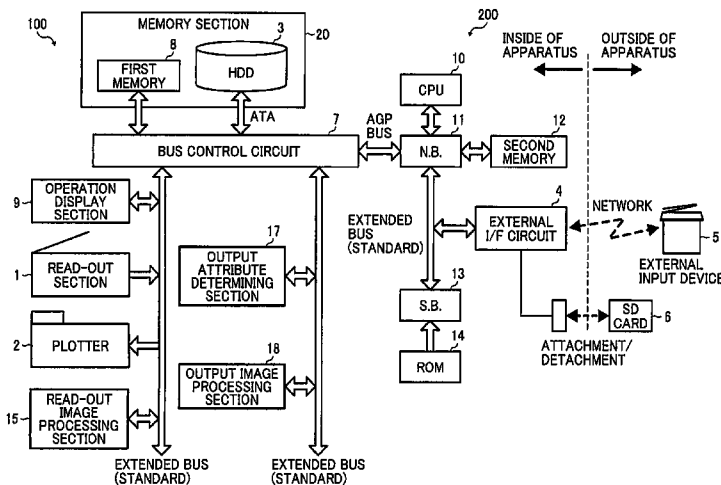 100
MEMORY SECTION
3
20
8
FIRST MEMORY
HDD
ATA
7
BUS CONTROL CIRCUIT
200
INSIDE OF APPARATUS
OUTSIDE OF APPARATUS
10
CPU
AGP BUS
11
N.B.
12
SECOND MEMORY
9
OPERATION DISPLAY SECTION
1
READ-OUT SECTION
2
PLOTTER
15
READ-OUT IMAGE PROCESSING SECTION
17
OUTPUT ATTRIBUTE DETERMINING SECTION
18
OUTPUT IMAGE PROCESSING SECTION
EXTENDED BUS (STANDARD)
EXTENDED BUS (STANDARD)
EXTENDED BUS (STANDARD)
4
EXTERNAL I/F CIRCUIT
NETWORK
5
EXTERNAL INPUT DEVICE
13
S.B.
14
ROM
SD CARD
6
ATTACHMENT/ DETACHMENT